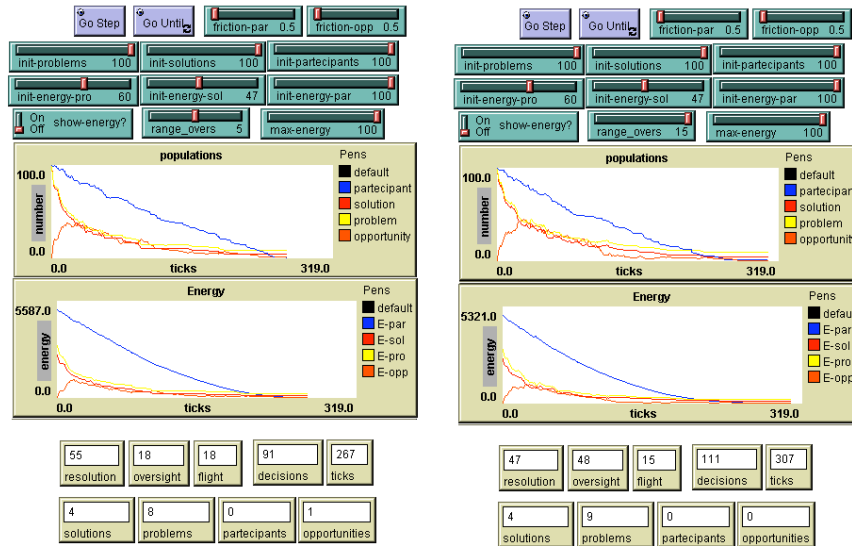 Go Step
Go Until
friction-par 0.5
friction-opp 0.5
init-problems 100
init-solutions 100
init-partecipants 100
init-energy-pro 60
init-energy-sol 47
init-energy-par 100
On
Off
show-energy?
range_overs 5
max-energy 100
populations
Pens
100.0
number
0.0
0.0
ticks
319.0
default
partecipant
solution
problem
opportunity
Energy
Pens
5587.0
energy
0.0
0.0
ticks
319.0
default
E-par
E-sol
E-pro
E-opp
55
resolution
18
oversight
18
flight
91
decisions
267
ticks
4
solutions
8
problems
0
partecipants
1
opportunities
Go Step
Go Until
friction-par 0.5
friction-opp 0.5
init-problems 100
init-solutions 100
init-partecipants 100
init-energy-pro 60
init-energy-sol 47
init-energy-par 100
On
Off
show-energy?
range_overs 15
max-energy 100
populations
Pens
100.0
number
0.0
0.0
ticks
319.0
default
partecipant
solution
problem
opportunity
Energy
Pens
5321.0
energy
0.0
0.0
ticks
319.0
default
E-par
E-sol
E-pro
E-opp
47
resolution
48
oversight
15
flight
111
decisions
307
ticks
4
solutions
9
problems
0
partecipants
0
opportunities